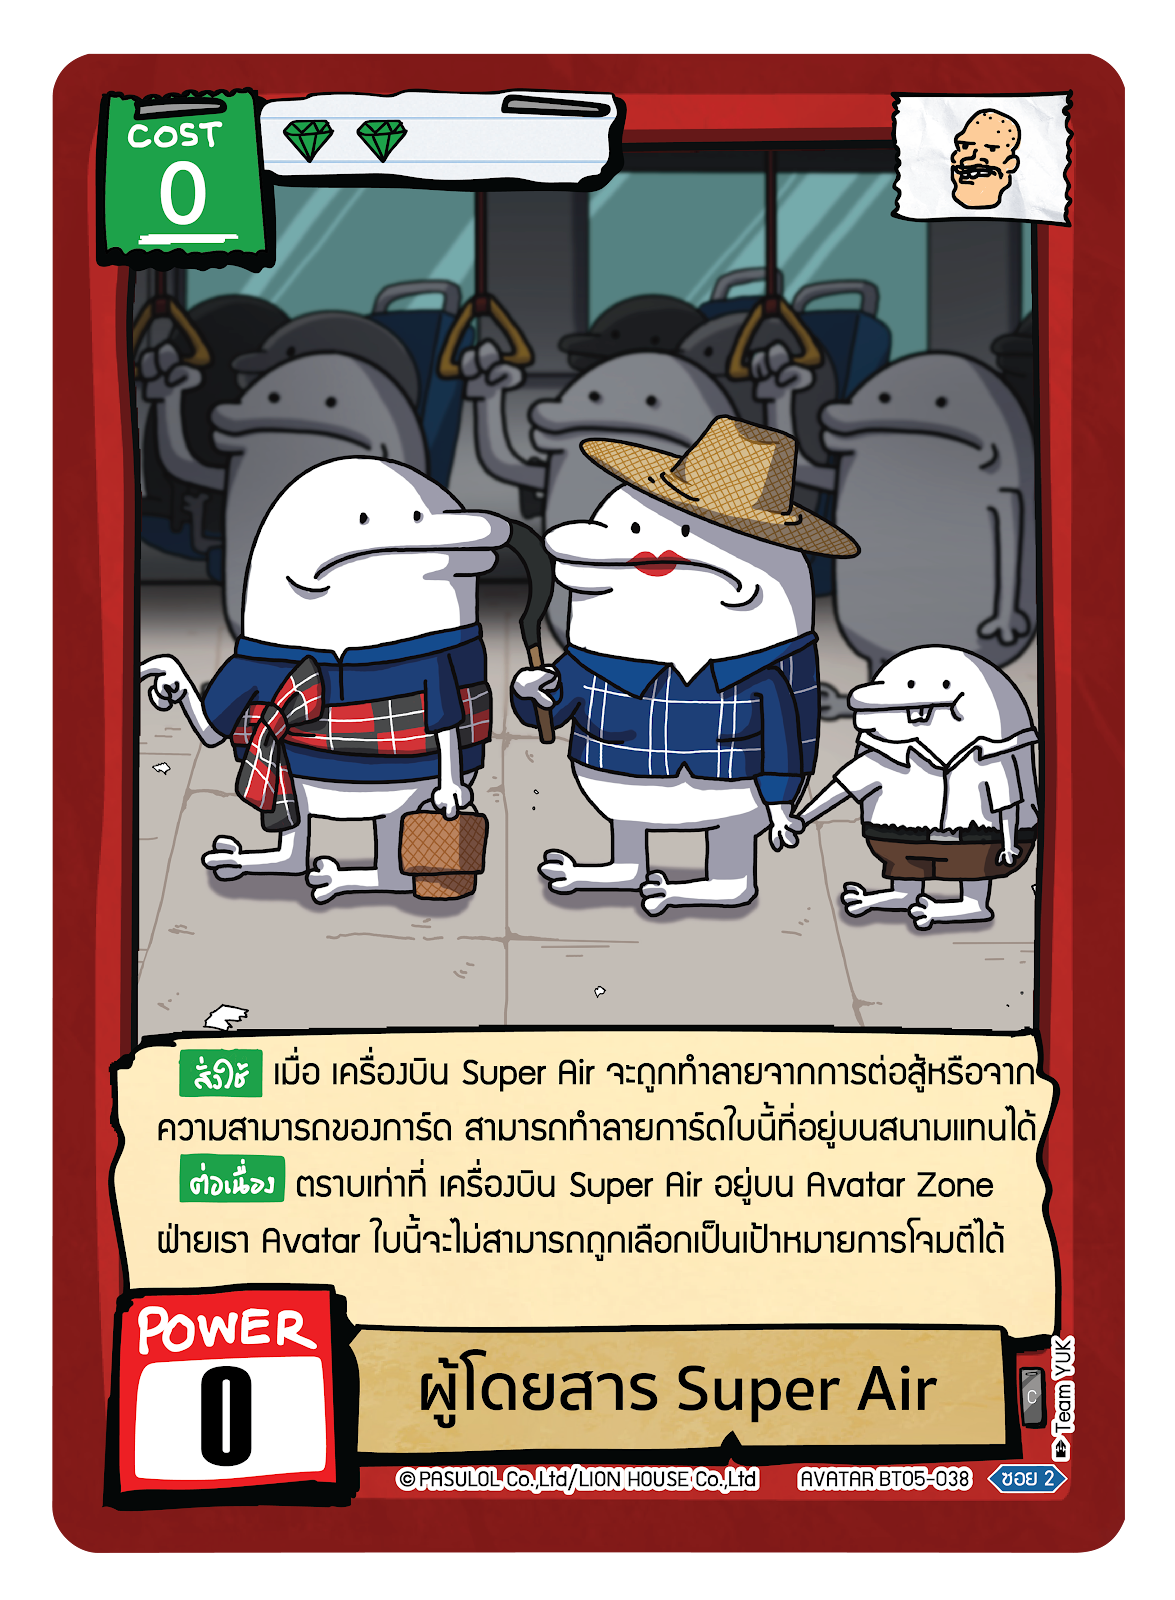 COST
0
สั่งใช้ เมื่อ เครื่องบิน Super Air จะถูกทำลายจากการต่อสู้หรือจาก
ความสามารถของการ์ด สามารถทำลายการ์ดใบนี้ที่อยู่บนสนามแทนได้
ต่อเนื่อง ตราบเท่าที่ เครื่องบิน Super Air อยู่บน Avatar Zone
ฝ่ายเรา Avatar ใบนี้จะไม่สามารถถูกเลือกเป็นเป้าหมายการโจมตีได้
POWER
0
ผู้โดยสาร Super Air
C
Team YUK
© PASULOL Co.,Ltd/LION HOUSE Co.,Ltd
AVATAR BT05-038
ซอย 2